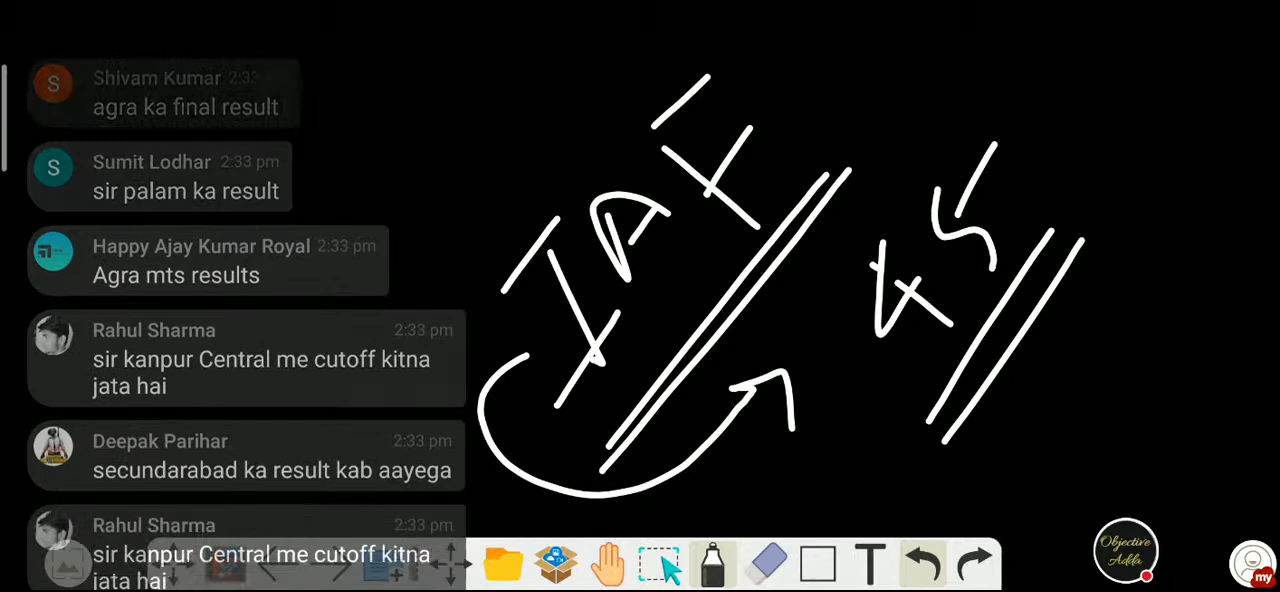 Shivam Kumar 2:33
agra ka final result
Sumit Lodhar 2:33 pm
sir palam ka result
Happy Ajay Kumar Royal 2:33 pm
Agra mts results
Rahul Sharma 2:33 pm
sir kanpur Central me cutoff kitna
jata hai
Deepak Parihar 2:33 pm
secundarabad ka result kab aayega
Rahul Sharma 2:33 pm
sir kanpur Central me cutoff kitna
jata hai
IAF
45
T
Objective
Adda
my